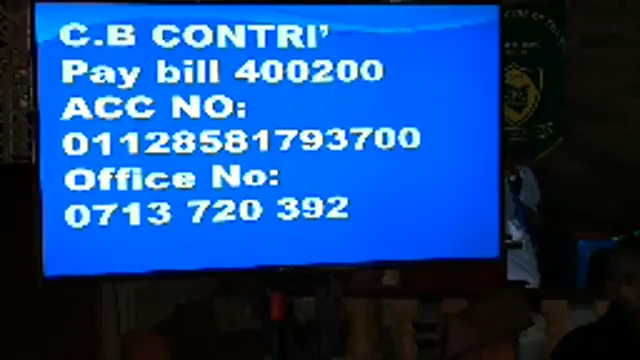 C.B CONTRI'
Pay bill 400200
ACC NO:
01128581793700
Office No:
0713 720 392